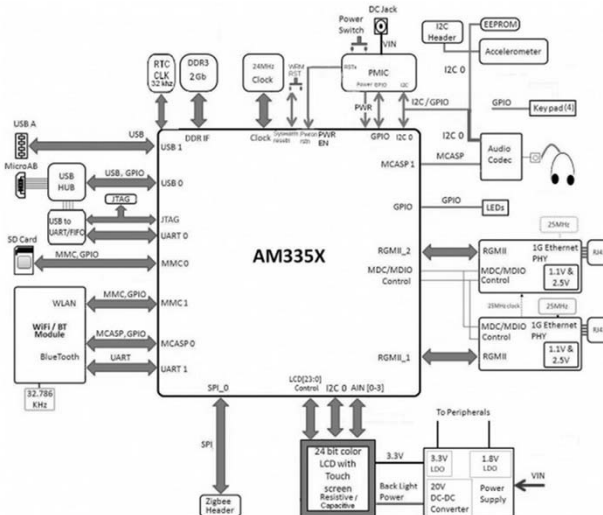 Power
Switch
DC Jack
VIN
I2C
Header
EEPROM
Accelerometer
I2C 0
RTC
CLK
32 khz
DDR3
2Gb
24MHz
Clock
WRM
RST
RSTn
PMIC
Power
GPIO
I2C
PWR
I2C/GPIO
GPIO
Keypad(4)
USB A
USB
USB 1
DDR IF
Clock
PWR
EN
GPIO
I2C 0
I2C 0
MCASP 1
MCASP
Audio
Codec
MicroAB
USB
HUB
USB, GPIO
USB 0
JTAG
JTAG
USB to
UART/FIFO
UART 0
GPIO
GPIO
LEDs
SD Card
MMC,GPIO
MMC0
AM335X
25MHz
RGMII_2
RGMII
1G Ethernet
PHY
MDC/MDIO
Control
MDC/MDIO
Control
1.1V &
2.5V
RJ4
25MHz clock
25MHz
WLAN
MMC,GPIO
MMC 1
WiFi / BT
Module
MCASP,GPIO
MCASP 0
BlueTooth
UART
UART 1
MDC/MDIO
Control
1G Ethernet
PHY
RGMII_1
RGMII
1.1V &
2.5V
RJ4
32.786
KHz
SPI_0
LCD[23:0]
Control
I2C 0
AIN [0-3]
SPI
Zigbee
Header
24 bit color
LCD with
Touch
screen
Resistive /
Capacitive
To Peripherals
3.3V
Back Light
Power
3.3V
LDO
1.8V
LDO
20V
DC-DC
Converter
Power
Supply
VIN